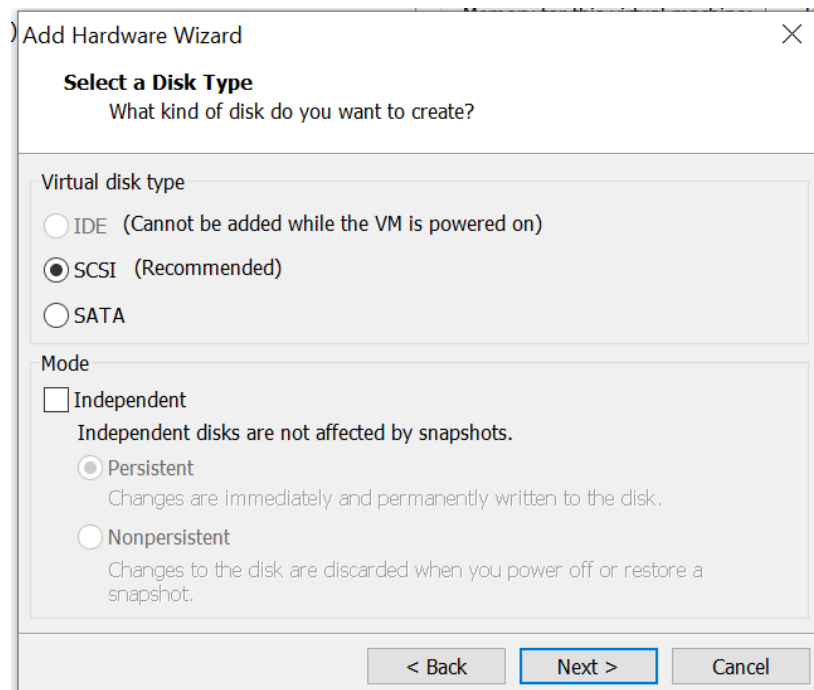 Add Hardware Wizard
Select a Disk Type
What kind of disk do you want to create?
Virtual disk type
IDE (Cannot be added while the VM is powered on)
SCSI (Recommended)
SATA
Mode
Independent
Independent disks are not affected by snapshots.
Persistent
Changes are immediately and permanently written to the disk.
Nonpersistent
Changes to the disk are discarded when you power off or restore a
snapshot.
< Back
Next >
Cancel